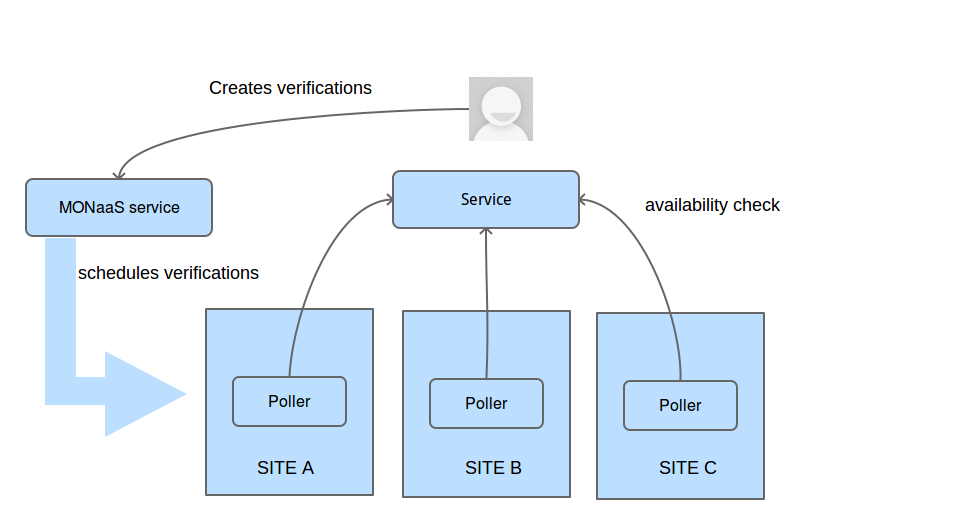 Creates verifications
MONaaS service
Service
availability check
schedules verifications
Poller
Poller
Poller
SITE A
SITE B
SITE C